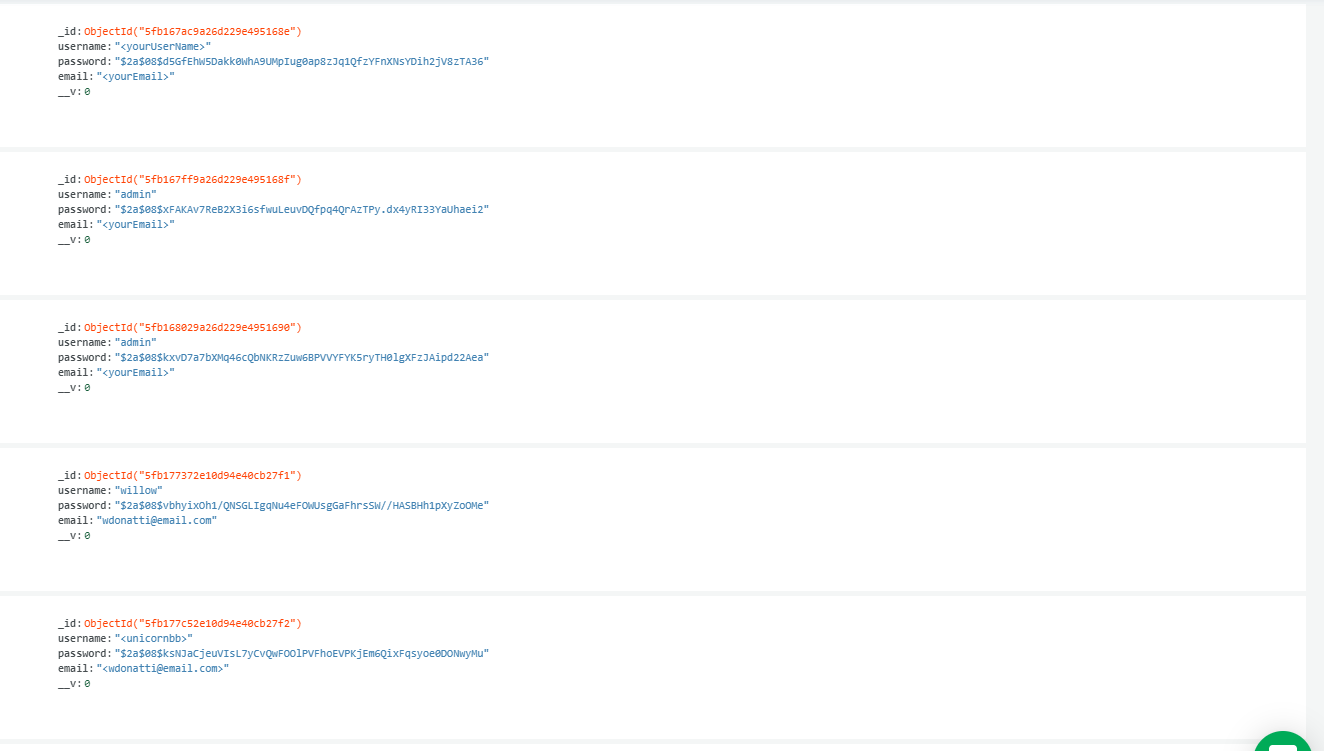 _id: ObjectId("5fb167ac9a26d229e495168e")
username: "<yourUserName>"
password: "$2a$08$d5GfEhW5Dakk0WhA9UMpIug0ap8zJq1QfzYFnXNsYDih2jV8zTA36"
email: "<yourEmail>"
__v: 0
_id: ObjectId("5fb167ff9a26d229e495168f")
username: "admin"
password: "$2a$08$xFAKAv7ReB2X3i6sfwuLeuvDQfpq4QrAzTPy.dx4yRI33YaUhaei2"
email: "<yourEmail>"
__v: 0
_id: ObjectId("5fb168029a26d229e4951690")
username: "admin"
password: "$2a$08$kxvD7a7bXMq46cQbNKRzZuw6BPVVYFYK5ryTH0lgXFzJAipd22Aea"
email: "<yourEmail>"
__v: 0
_id: ObjectId("5fb177372e10d94e40cb27f1")
username: "willow"
password: "$2a$08$vbhyixOh1/QNSGLIgqNu4eFOWUsgGaFhrsSW//HASBHh1pXyZoOMe"
email: "wdonatti@email.com"
__v: 0
_id: ObjectId("5fb177c52e10d94e40cb27f2")
username: "<unicornbb>"
password: "$2a$08$ksNJaCjeuVIsL7yCvQwFOOlPVFhoEVPKjEm6QixFqsyoe0DONwyMu"
email: "<wdonatti@email.com>"
__v: 0